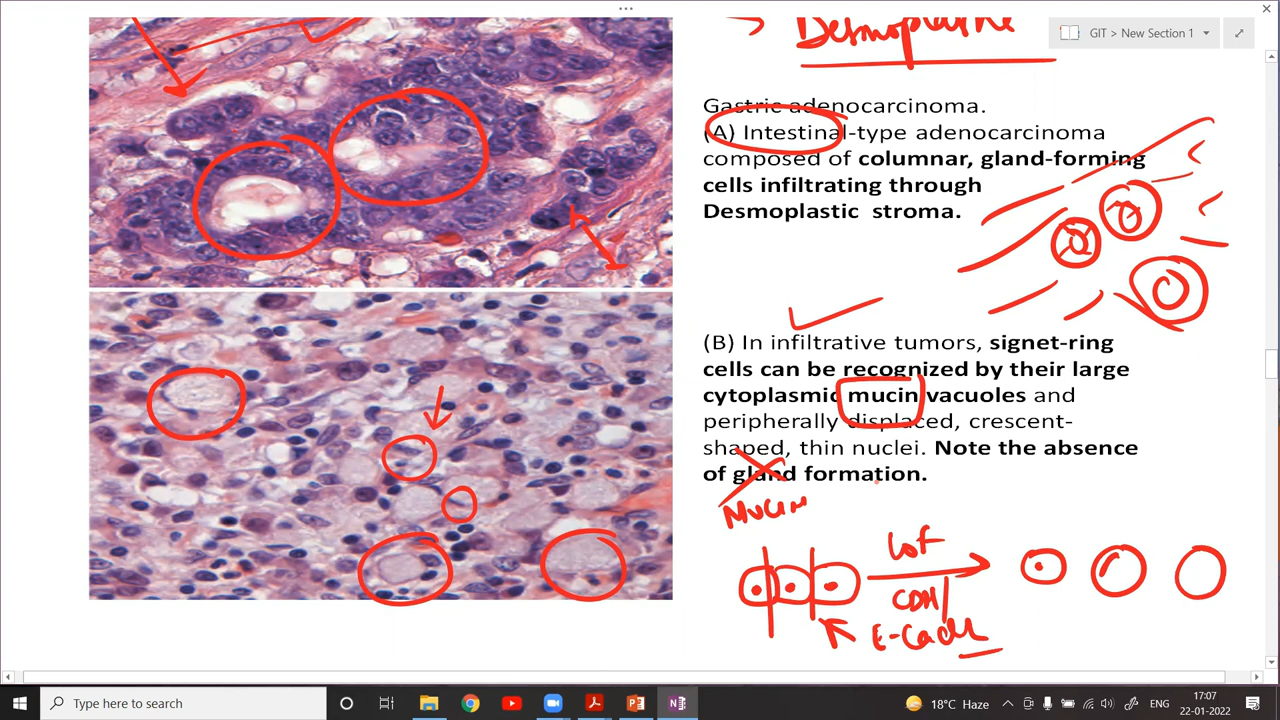 Desmoplastic
GIT > New Section 1
Gastric adenocarcinoma.
(A) Intestinal-type adenocarcinoma
composed of columnar, gland-forming
cells infiltrating through
Desmoplastic stroma.
(B) In infiltrative tumors, signet-ring
cells can be recognized by their large
cytoplasmic mucin vacuoles and
peripherally displaced, crescent-
shaped, thin nuclei. Note the absence
of gland formation.
Mucin
LOF
CDH1
E-Cadh
Type here to search
18°C Haze
ENG
17:07
22-01-2022